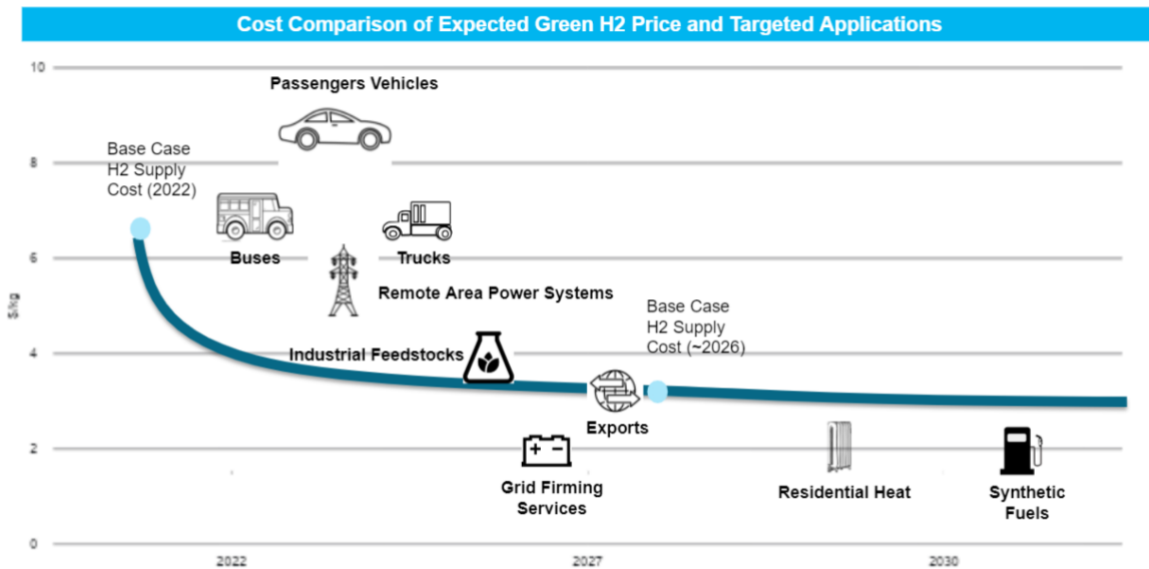 Cost Comparison of Expected Green H2 Price and Targeted Applications
10
Passengers Vehicles
Base Case
H2 Supply
Cost (2022)
8
Buses
Trucks
6
Remote Area Power Systems
$/kg
Base Case
H2 Supply
Cost (~2026)
Industrial Feedstocks
4
Exports
2
Grid Firming
Services
Residential Heat
Synthetic
Fuels
0
2022
2027
2030